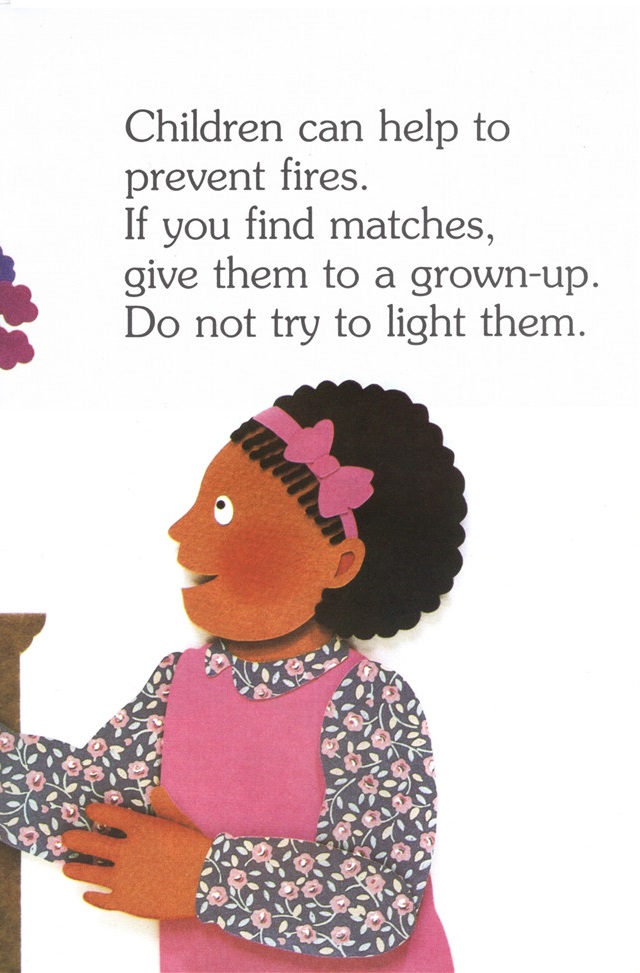 Children can help to
prevent fires.
If you find matches,
give them to a grown-up.
Do not try to light them.